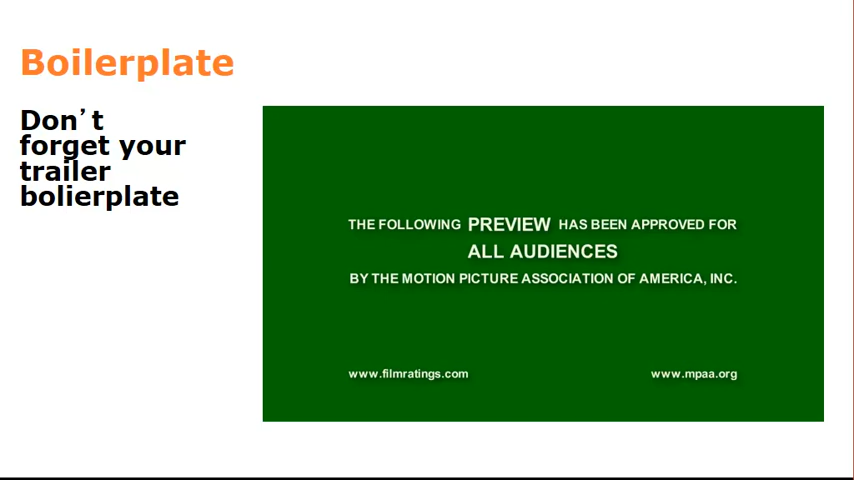 Boilerplate
Don't
forget your
trailer
bolierplate
THE FOLLOWING PREVIEW HAS BEEN APPROVED FOR
ALL AUDIENCES
BY THE MOTION PICTURE ASSOCIATION OF AMERICA, INC.
www.filmratings.com www.mpaa.org